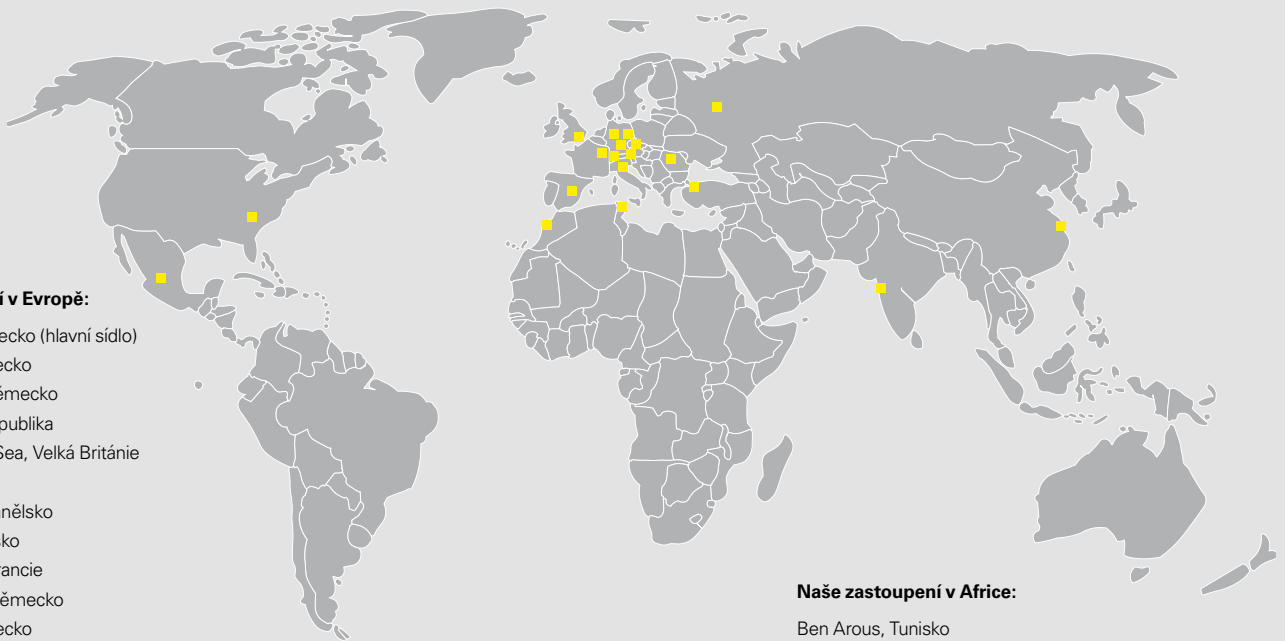 í v Evropě:
ecko (hlavní sídlo)
ecko
ěmecko
publika
Sea, Velká Británie
nělsko
sko
rancie
ěmecko
ecko
Naše zastoupení v Africe:
Ben Arous, Tunisko